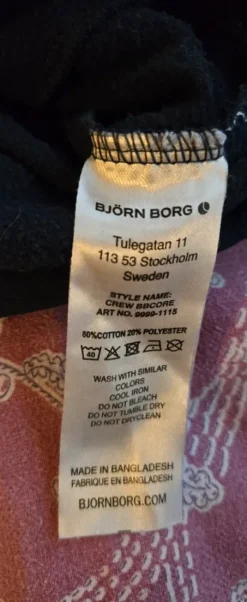 BJÖRN BORG
Tulegatan 11
113 53 Stockholm
Sweden
STYLE NAME:
CREW BBCORE
ART NO. 9999-1115
80%COTTON 20% POLYESTER
40
WASH WITH SIMILAR
COLORS
COOL IRON
DO NOT BLEACH
DO NOT TUMBLE DRY
DO NOT DRYCLEAN
MADE IN BANGLADESH
FABRIQUE EN BANGLADESH
BJORNBORG.COM